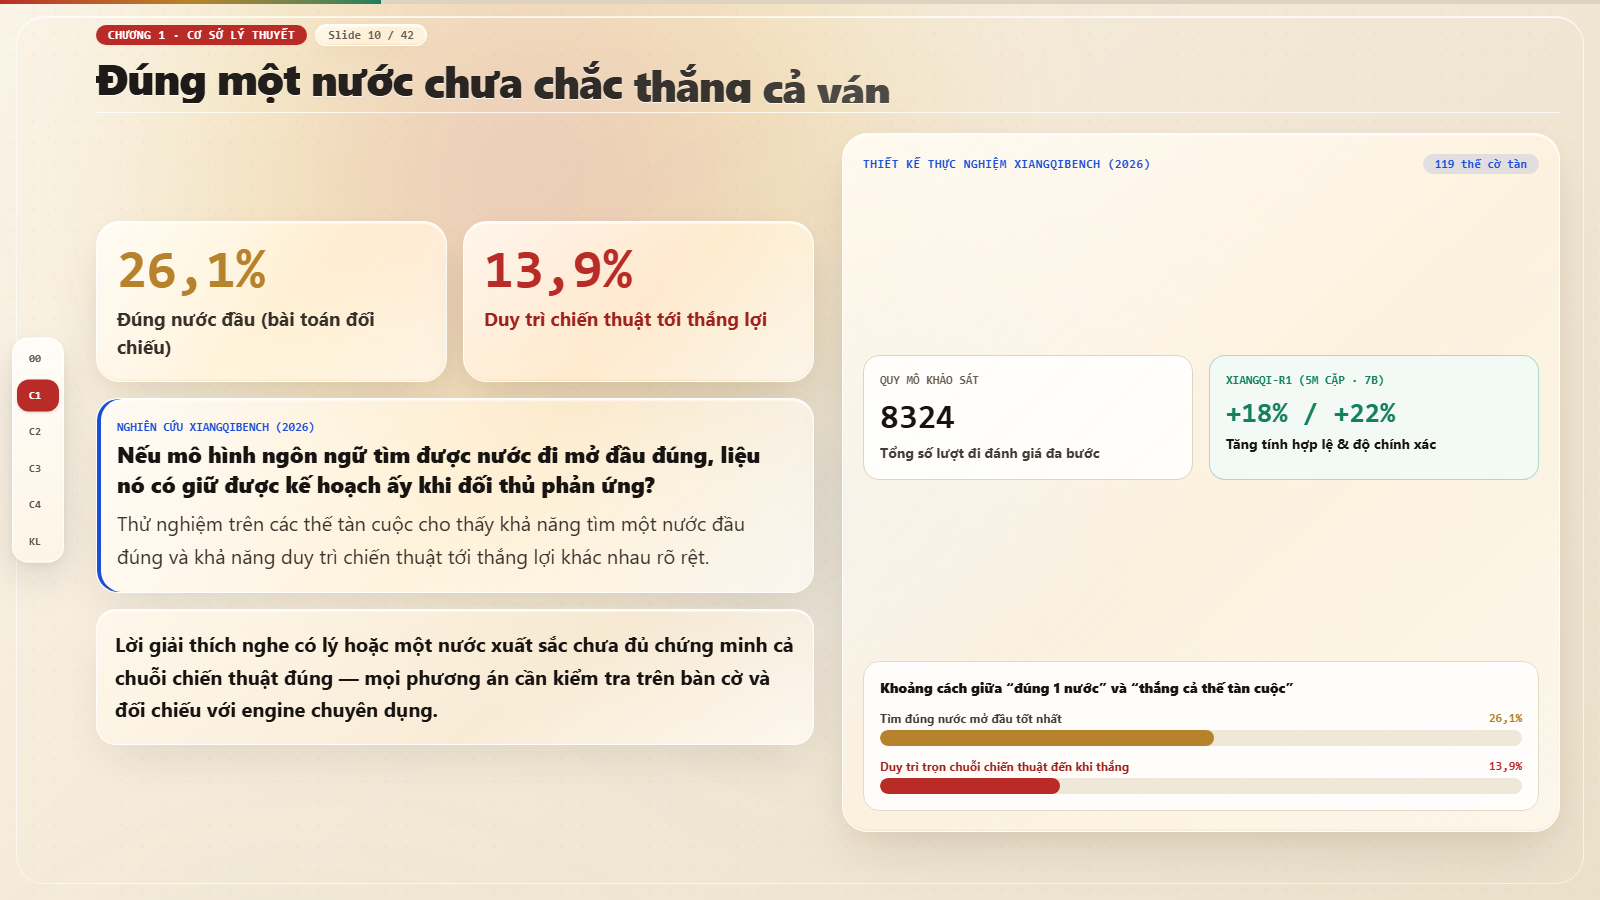 CHƯƠNG 1 · CƠ SỞ LÝ THUYẾT
Slide 10 / 42
Đúng một nước chưa chắc thắng cả ván
26,1%
Đúng nước đầu (bài toán đối
chiếu)
13,9%
Duy trì chiến thuật tới thắng lợi
00
C1
C2
C3
C4
KL
NGHIÊN CỨU XIANGQIBENCH (2026)
Nếu mô hình ngôn ngữ tìm được nước đi mở đầu đúng, liệu
nó có giữ được kế hoạch ấy khi đối thủ phản ứng?
Thử nghiệm trên các thế tàn cuộc cho thấy khả năng tìm một nước đầu
đúng và khả năng duy trì chiến thuật tới thắng lợi khác nhau rõ rệt.
Lời giải thích nghe có lý hoặc một nước xuất sắc chưa đủ chứng minh cả
chuỗi chiến thuật đúng — mọi phương án cần kiểm tra trên bàn cờ và
đối chiếu với engine chuyên dụng.
THIẾT KẾ THỰC NGHIỆM XIANGQIBENCH (2026)
119 thế cờ tàn
QUY MÔ KHẢO SÁT
8324
Tổng số lượt đi đánh giá đa bước
XIANGQI-R1 (5M CẶP · 7B)
+18% / +22%
Tăng tính hợp lệ & độ chính xác
Khoảng cách giữa “đúng 1 nước” và “thắng cả thế tàn cuộc”
Tìm đúng nước mở đầu tốt nhất
26,1%
Duy trì trọn chuỗi chiến thuật đến khi thắng
13,9%